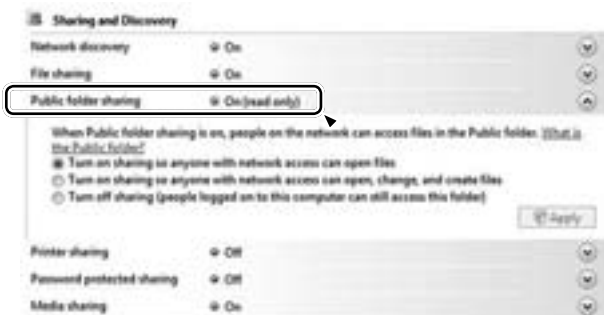 Sharing and Discovery
Network discovery On
File sharing On
Public folder sharing On (read only)
When Public folder sharing is on, people on the network can access files in the Public folder. What is
the Public folder?
Turn on sharing so anyone with network access can open files
Turn on sharing so anyone with network access can open, change, and create files
Turn off sharing (people logged on to this computer can still access this folder)
Apply
Printer sharing Off
Password protected sharing Off
Media sharing On